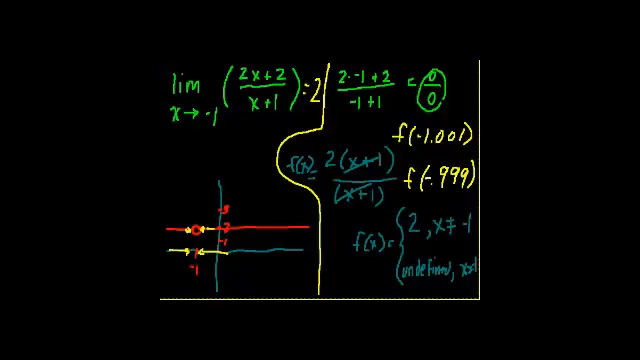 lim x→-1 (2x+2 / x+1) = 2
2·-1+2 / -1+1 = 0/0
f(-1.001)
f(x) = 2(x+1) / (x+1)
f(-.999)
f(x) = { 2, x≠-1
undefined, x=-1
3
2
1
-1